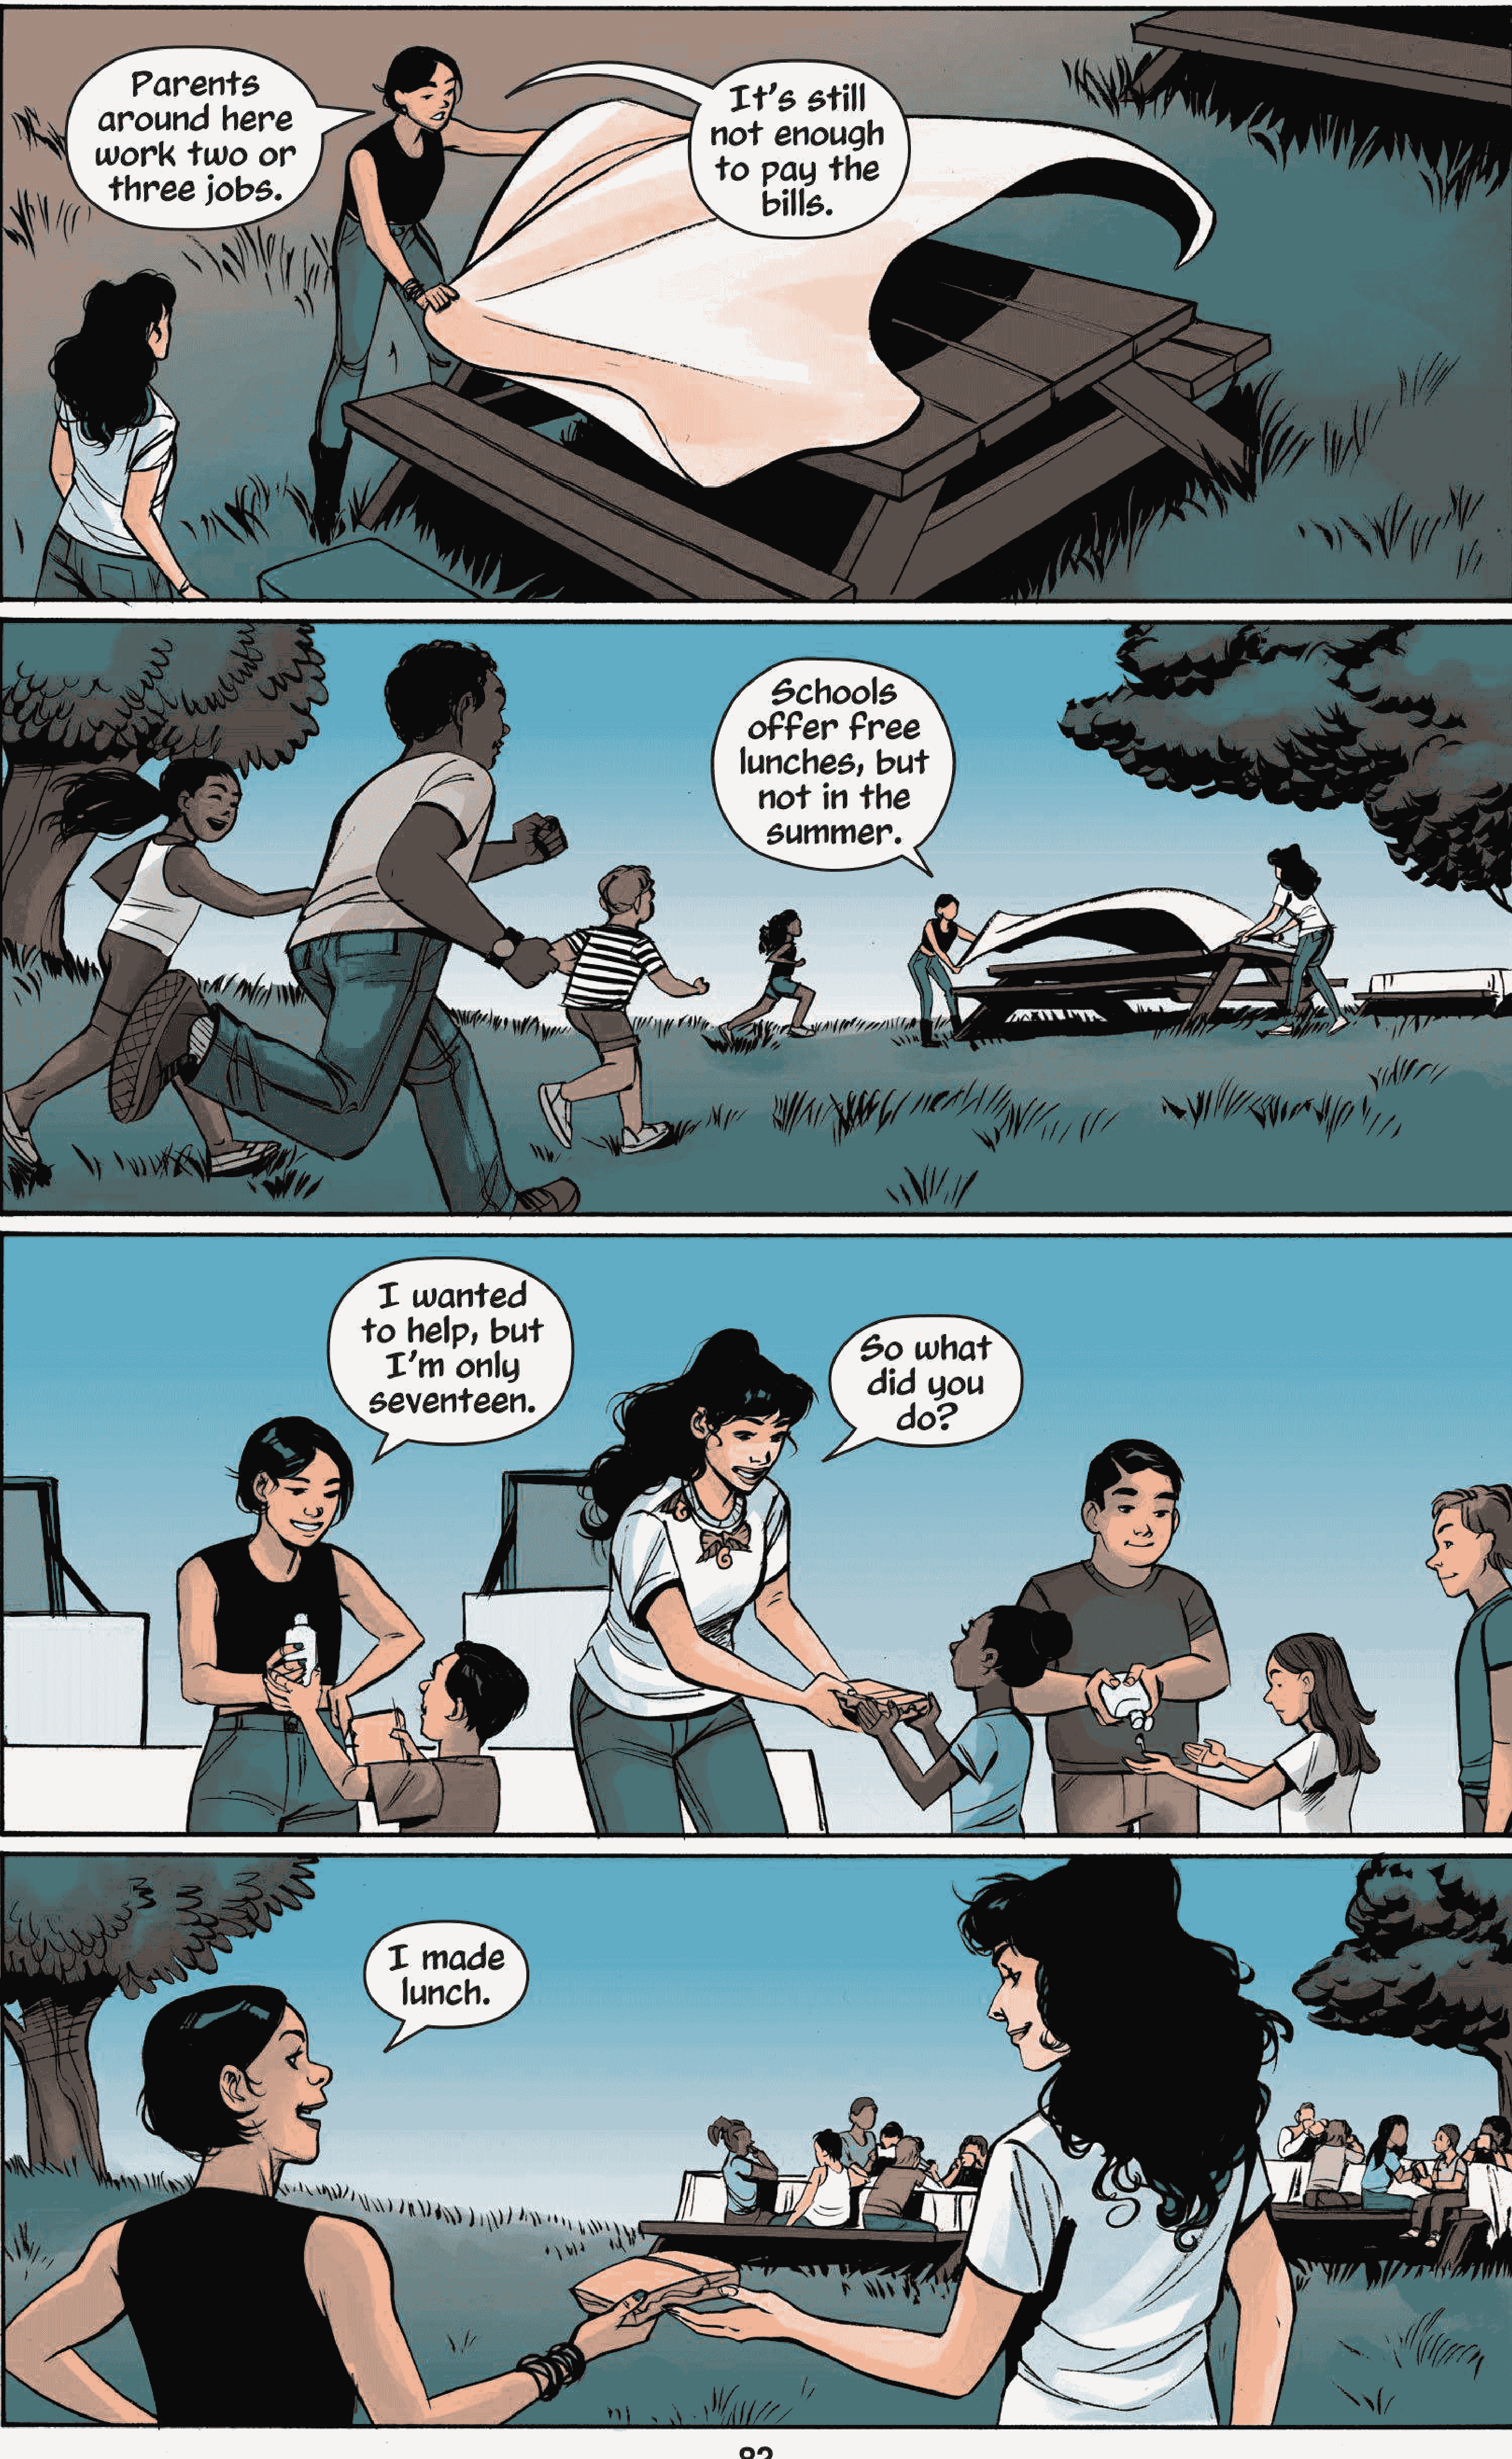 Parents
around here
work two or
three jobs.
It's still
not enough
to pay the
bills.
Schools
offer free
lunches, but
not in the
summer.
I wanted
to help, but
I'm only
seventeen.
So what
did you
do?
I made
lunch.